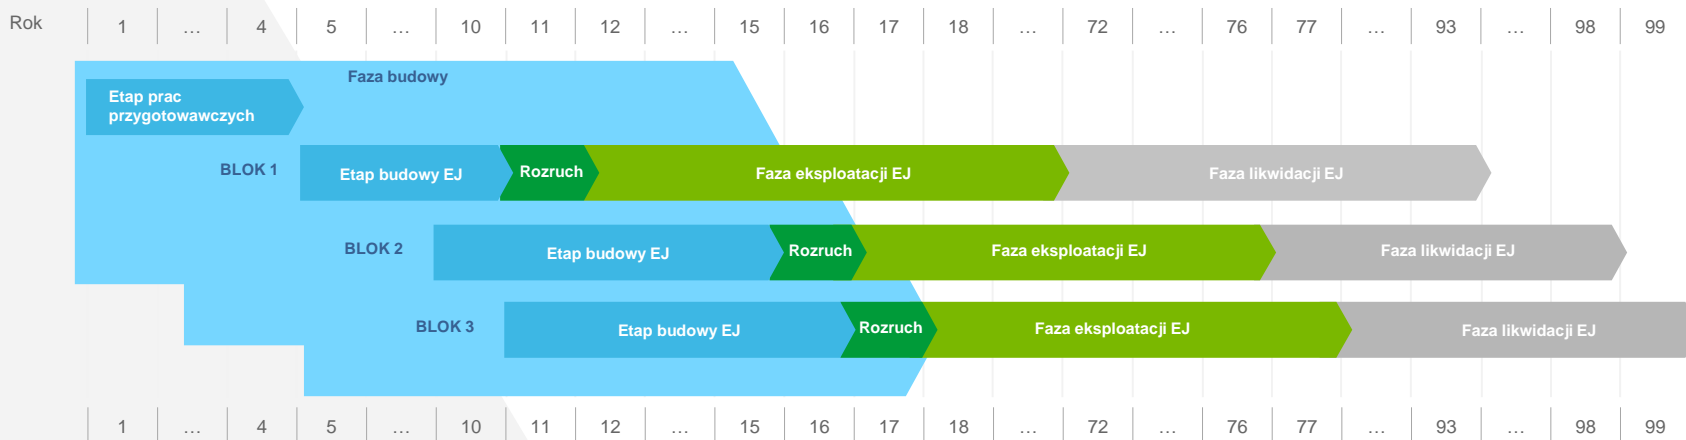 Rok 1 … 4 5 … 10 11 12 … 15 16 17 18 … 72 … 76 77 … 93 … 98 99
Faza budowy
Etap prac
przygotowawczych
BLOK 1 Etap budowy EJ Rozruch Faza eksploatacji EJ Faza likwidacji EJ
BLOK 2 Etap budowy EJ Rozruch Faza eksploatacji EJ Faza likwidacji EJ
BLOK 3 Etap budowy EJ Rozruch Faza eksploatacji EJ Faza likwidacji EJ
1 … 4 5 … 10 11 12 … 15 16 17 18 … 72 … 76 77 … 93 … 98 99